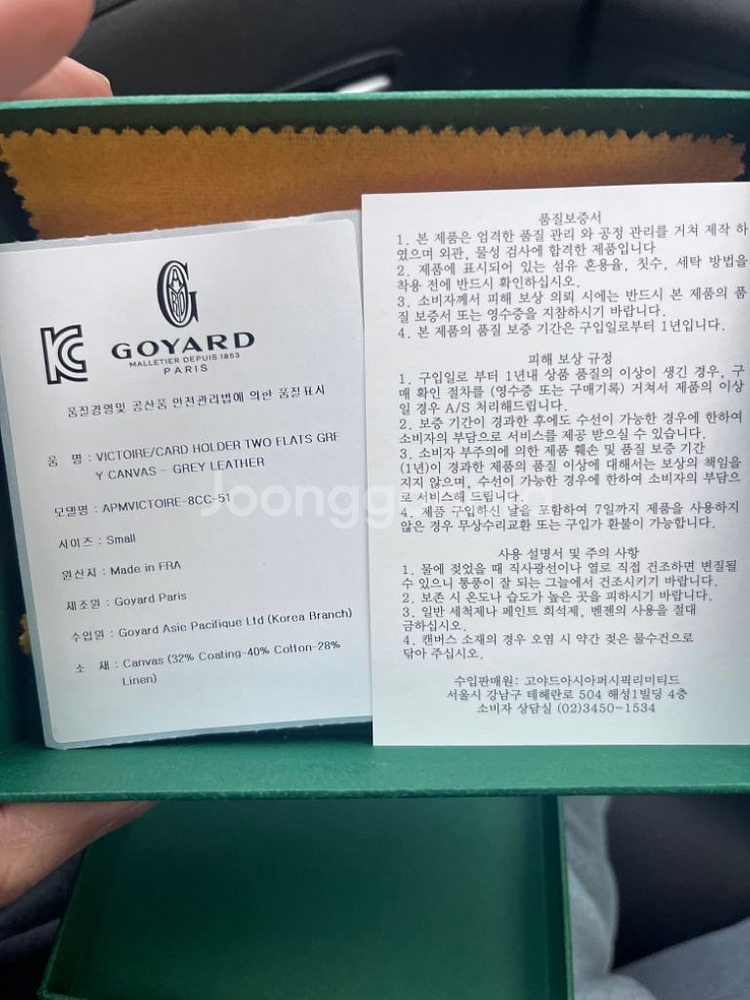 GOYARD
MALLETIER DEPUIS 1853
PARIS
품질경영및 공산품 안전관리법에 의한 품질표시
품 명 : VICTOIRE/CARD HOLDER TWO FLATS GRE
Y CANVAS - GREY LEATHER
모델명 : APMVICTOIRE-8CC-51
사이즈 : Small
원산지 : Made in FRA
제조원 : Goyard Paris
수입원 : Goyard Asie Pacifique Ltd (Korea Branch)
소 재 : Canvas (32% Coating-40% Cotton-28%
Linen)
품질보증서
1. 본 제품은 엄격한 품질 관리 와 공정 관리를 거쳐 제작 하
였으며 외관, 물성 검사에 합격한 제품입니다
2. 제품에 표시되어 있는 섬유 혼용율, 칫수, 세탁 방법을
착용 전에 반드시 확인하십시오.
3. 소비자께서 피해 보상 의뢰 시에는 반드시 본 제품의 품
질 보증서 또는 영수증을 지참하시기 바랍니다.
4. 본 제품의 품질 보증 기간은 구입일로부터 1년입니다.
피해 보상 규정
1. 구입일로 부터 1년내 상품 품질의 이상이 생긴 경우, 구
매 확인 절차를 (영수증 또는 구매기록) 거쳐서 제품의 이상
일 경우 A/S 처리해드립니다.
2. 보증 기간이 경과한 후에도 수선이 가능한 경우에 한하여
소비자의 부담으로 서비스를 제공 받으실 수 있습니다.
3. 소비자 부주의에 의한 제품 훼손 및 품질 보증 기간
(1년)이 경과한 제품의 품질 이상에 대해서는 보상의 책임을
지지 않으며, 수선이 가능한 경우에 한하여 소비자의 부담으
로 서비스해 드립니다.
4. 제품 구입하신 날을 포함하여 7일까지 제품을 사용하지
않은 경우 무상수리교환 또는 구입가 환불이 가능합니다.
사용 설명서 및 주의 사항
1. 물에 젖었을 때 직사광선이나 열로 직접 건조하면 변질될
수 있으니 통풍이 잘 되는 그늘에서 건조시키기 바랍니다.
2. 보존 시 온도나 습도가 높은 곳을 피하시기 바랍니다.
3. 일반 세척제나 페인트 희석제, 벤젠의 사용을 절대
금하십시오.
4. 캔버스 소재의 경우 오염 시 약간 젖은 물수건으로
닦아 주십시오.
수입판매원: 고야드아시아퍼시픽리미티드
서울시 강남구 테헤란로 504 해성1빌딩 4층
소비자 상담실 (02)3450-1534